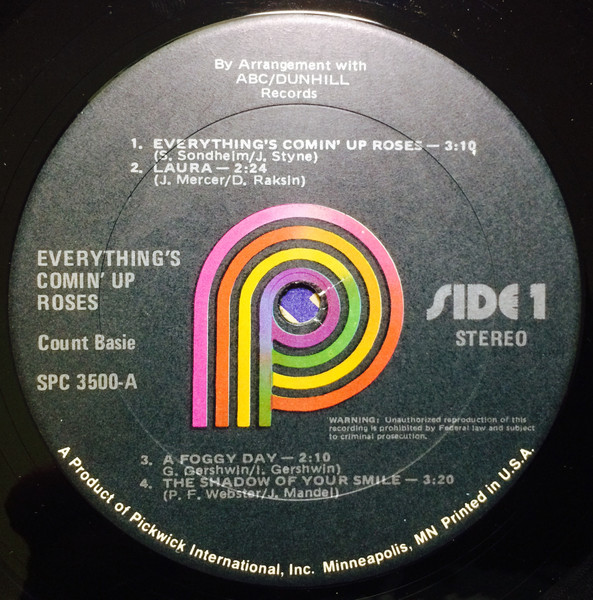 By Arrangement with
ABC/DUNHILL
Records
1. EVERYTHING'S COMIN' UP ROSES — 3:10
(S. Sondheim/J. Styne)
2. LAURA — 2:24
(J. Mercer/D. Raksin)
EVERYTHING'S
COMIN' UP
ROSES
Count Basie
SPC 3500-A
SIDE 1
STEREO
WARNING: Unauthorized reproduction of this
recording is prohibited by Federal law and subject
to criminal prosecution.
3. A FOGGY DAY — 2:10
G. Gershwin/I. Gershwin)
4. THE SHADOW OF YOUR SMILE — 3:20
(P. F. Webster/J. Mandel)
A Product of Pickwick International, Inc. Minneapolis, MN Printed in U.S.A.